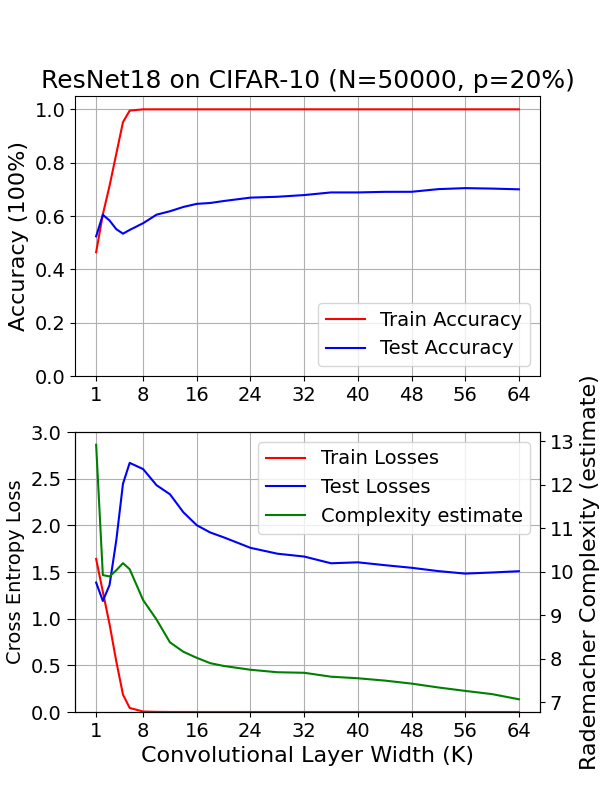 ResNet18 on CIFAR-10 (N=50000, p=20%)
Accuracy (100%)
1.0
0.8
0.6
0.4
0.2
0.0
Train Accuracy
Test Accuracy
1 8 16 24 32 40 48 56 64
Cross Entropy Loss
3.0
2.5
2.0
1.5
1.0
0.5
0.0
Train Losses
Test Losses
Complexity estimate
13
12
11
10
9
8
7
Rademacher Complexity (estimate)
1 8 16 24 32 40 48 56 64
Convolutional Layer Width (K)